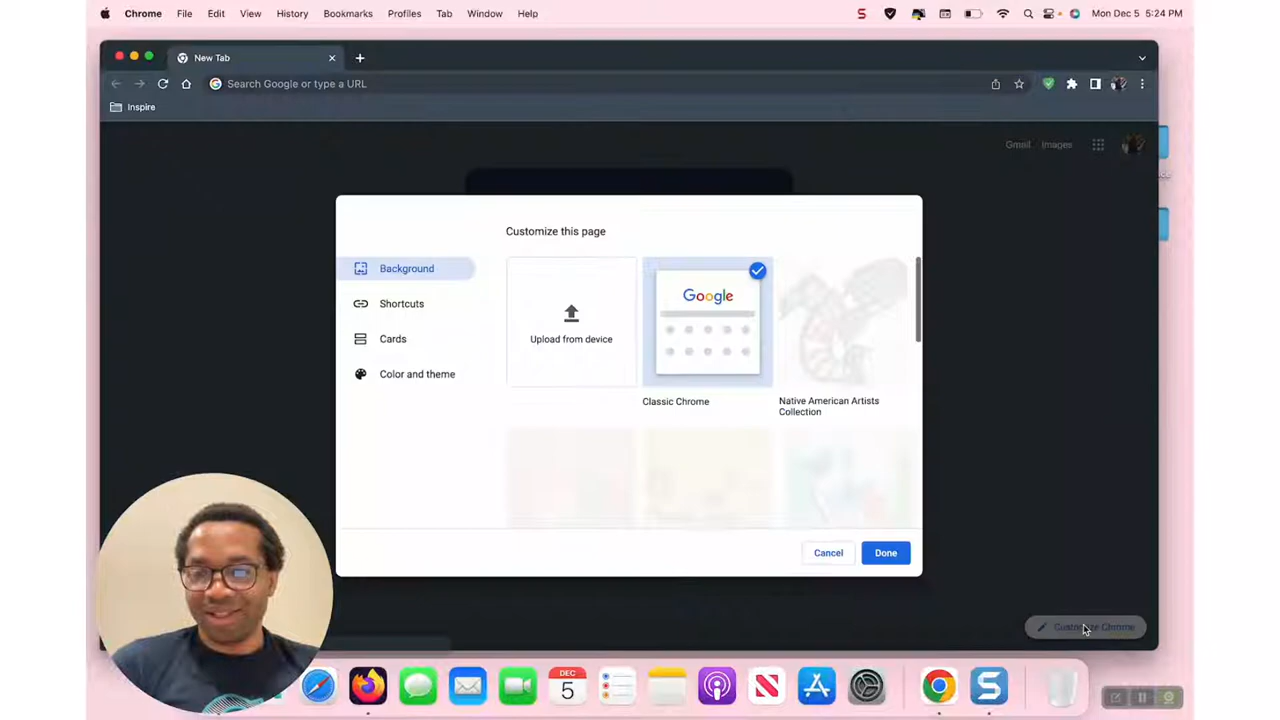 Chrome File Edit View History Bookmarks Profiles Tab Window Help Mon Dec 5 5:24 PM
New Tab
Search Google or type a URL
Inspire
Gmail Images
Customize this page
Background
Shortcuts
Cards
Color and theme
Upload from device
Google
Classic Chrome
Native American Artists
Collection
Cancel Done
Customize Chrome
DEC
5